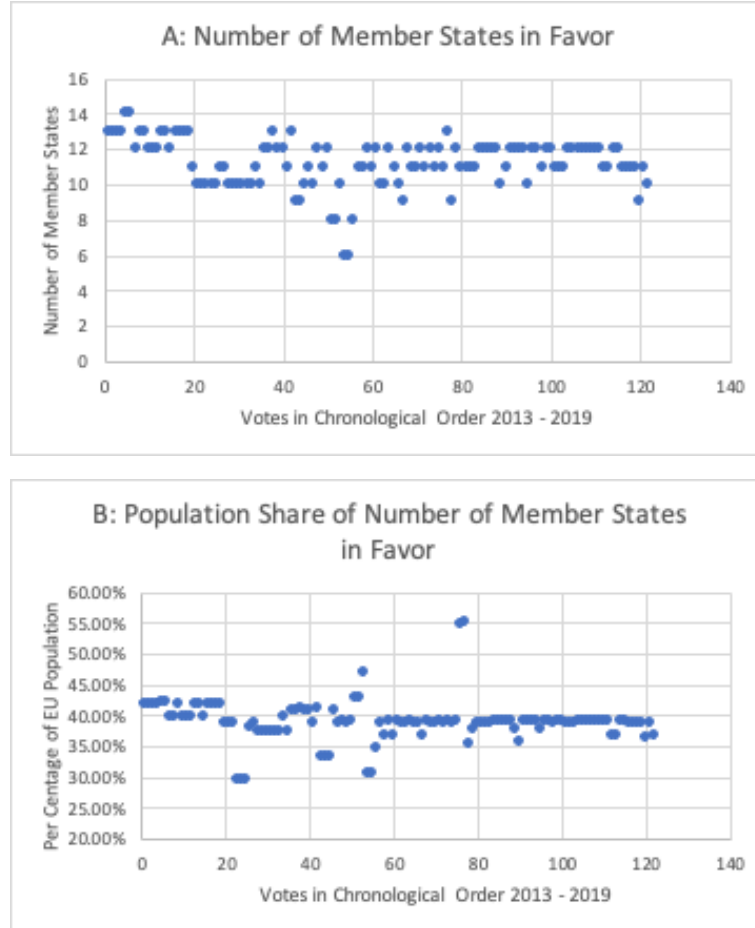 A: Number of Member States in Favor
16
14
12
10
8
6
4
2
0
Number of Member States
0 20 40 60 80 100 120 140
Votes in Chronological Order 2013 - 2019
B: Population Share of Number of Member States
in Favor
60.00%
55.00%
50.00%
45.00%
40.00%
35.00%
30.00%
25.00%
20.00%
Per Centage of EU Population
0 20 40 60 80 100 120 140
Votes in Chronological Order 2013 - 2019